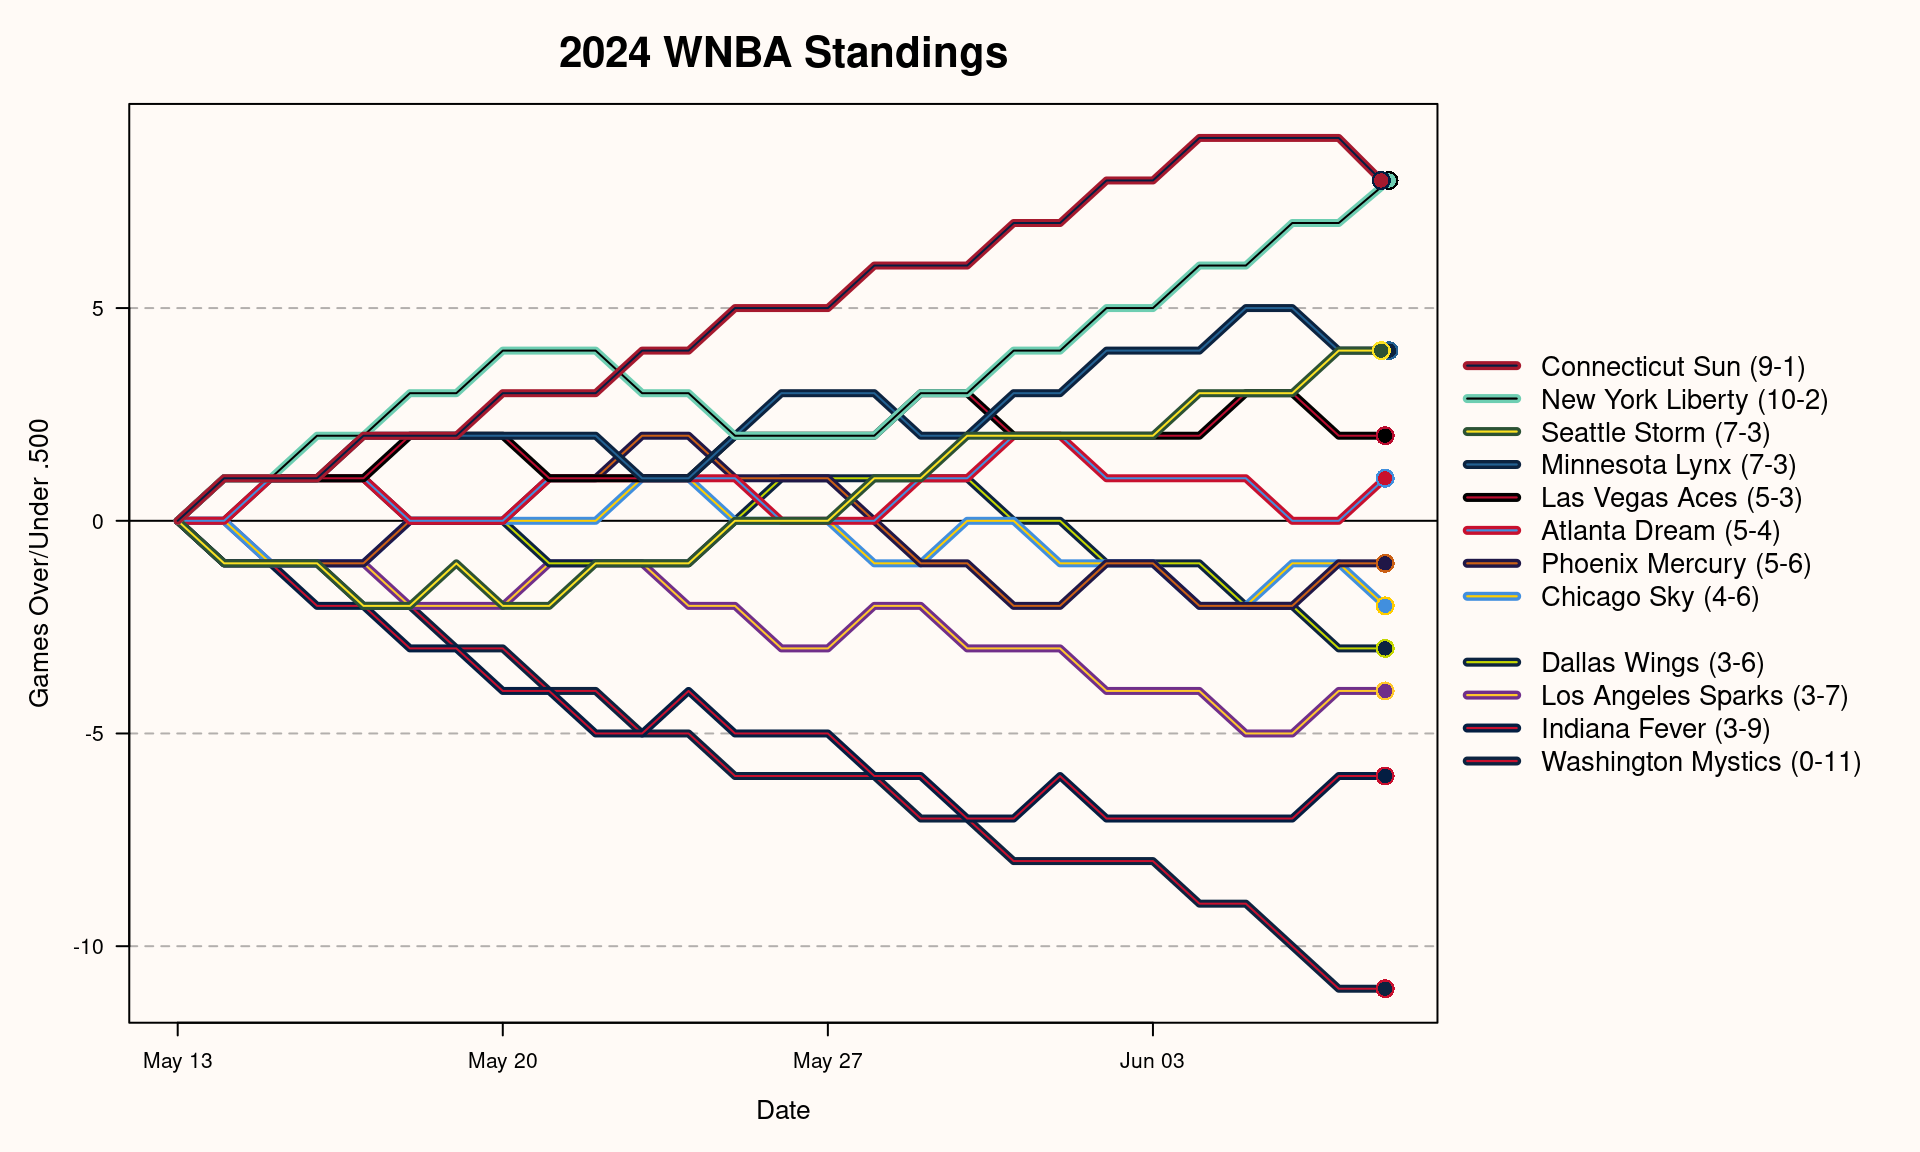 2024 WNBA Standings
Games Over/Under .500
5
0
-5
-10
May 13
May 20
May 27
Jun 03
Date
Connecticut Sun (9-1)
New York Liberty (10-2)
Seattle Storm (7-3)
Minnesota Lynx (7-3)
Las Vegas Aces (5-3)
Atlanta Dream (5-4)
Phoenix Mercury (5-6)
Chicago Sky (4-6)
Dallas Wings (3-6)
Los Angeles Sparks (3-7)
Indiana Fever (3-9)
Washington Mystics (0-11)